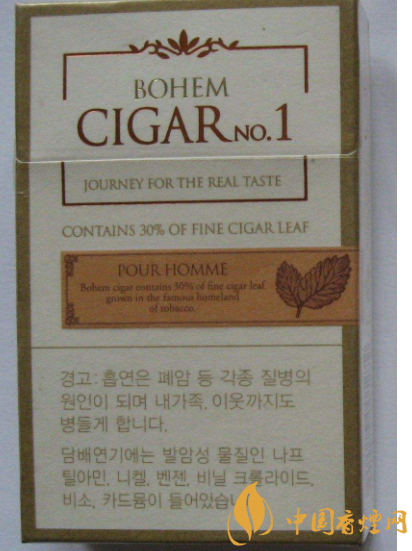 BOHEM
CIGAR NO.1
JOURNEY FOR THE REAL TASTE
CONTAINS 30% OF FINE CIGAR LEAF
POUR HOMME
Bohem cigar contains 30% of fine cigar leaf
grown in the famous homeland
of tobacco.
경고: 흡연은 폐암 등 각종 질병의
원인이 되며 내가족, 이웃까지도
병들게 합니다.
담배연기에는 발암성 물질인 나프
틸아민, 니켈, 벤젠, 비닐 크롤라이드,
비소, 카드뮴이 들어있습니
中国香烟网